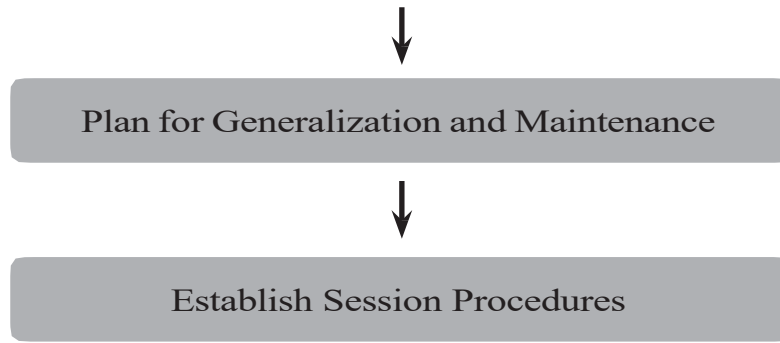 Plan for Generalization and Maintenance
Establish Session Procedures